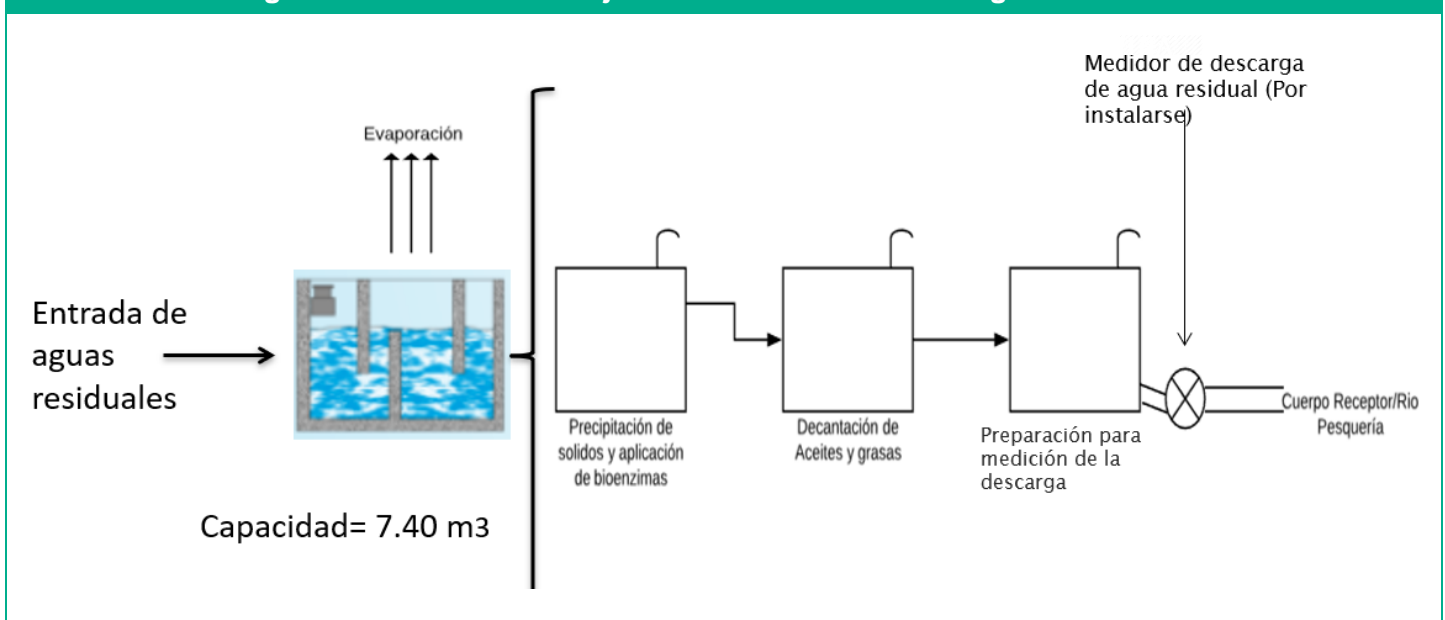 Medidor de descarga
de agua residual (Por
instalarse)
Evaporación
Entrada de
aguas
residuales
Capacidad= 7.40 m3
Precipitación de
solidos y aplicación
de bioenzimas
Decantación de
Aceites y grasas
Preparación para
medición de la
descarga
Cuerpo Receptor/Rio
Pesquería